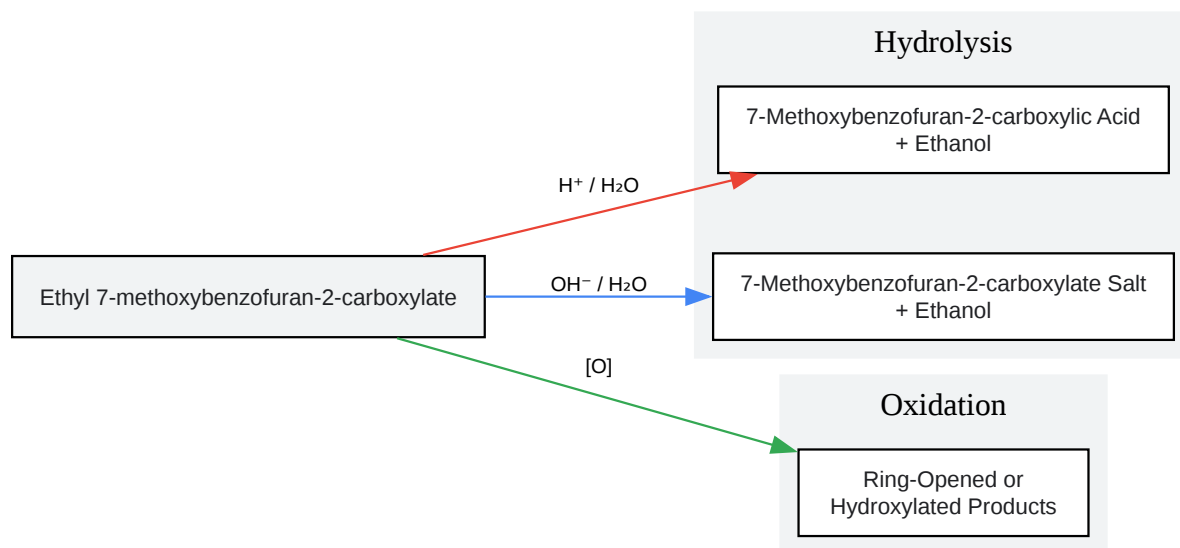 Hydrolysis
7-Methoxybenzofuran-2-carboxylic Acid
+ Ethanol
H⁺ / H₂O
Ethyl 7-methoxybenzofuran-2-carboxylate
OH⁻ / H₂O
7-Methoxybenzofuran-2-carboxylate Salt
+ Ethanol
[O]
Oxidation
Ring-Opened or
Hydroxylated Products